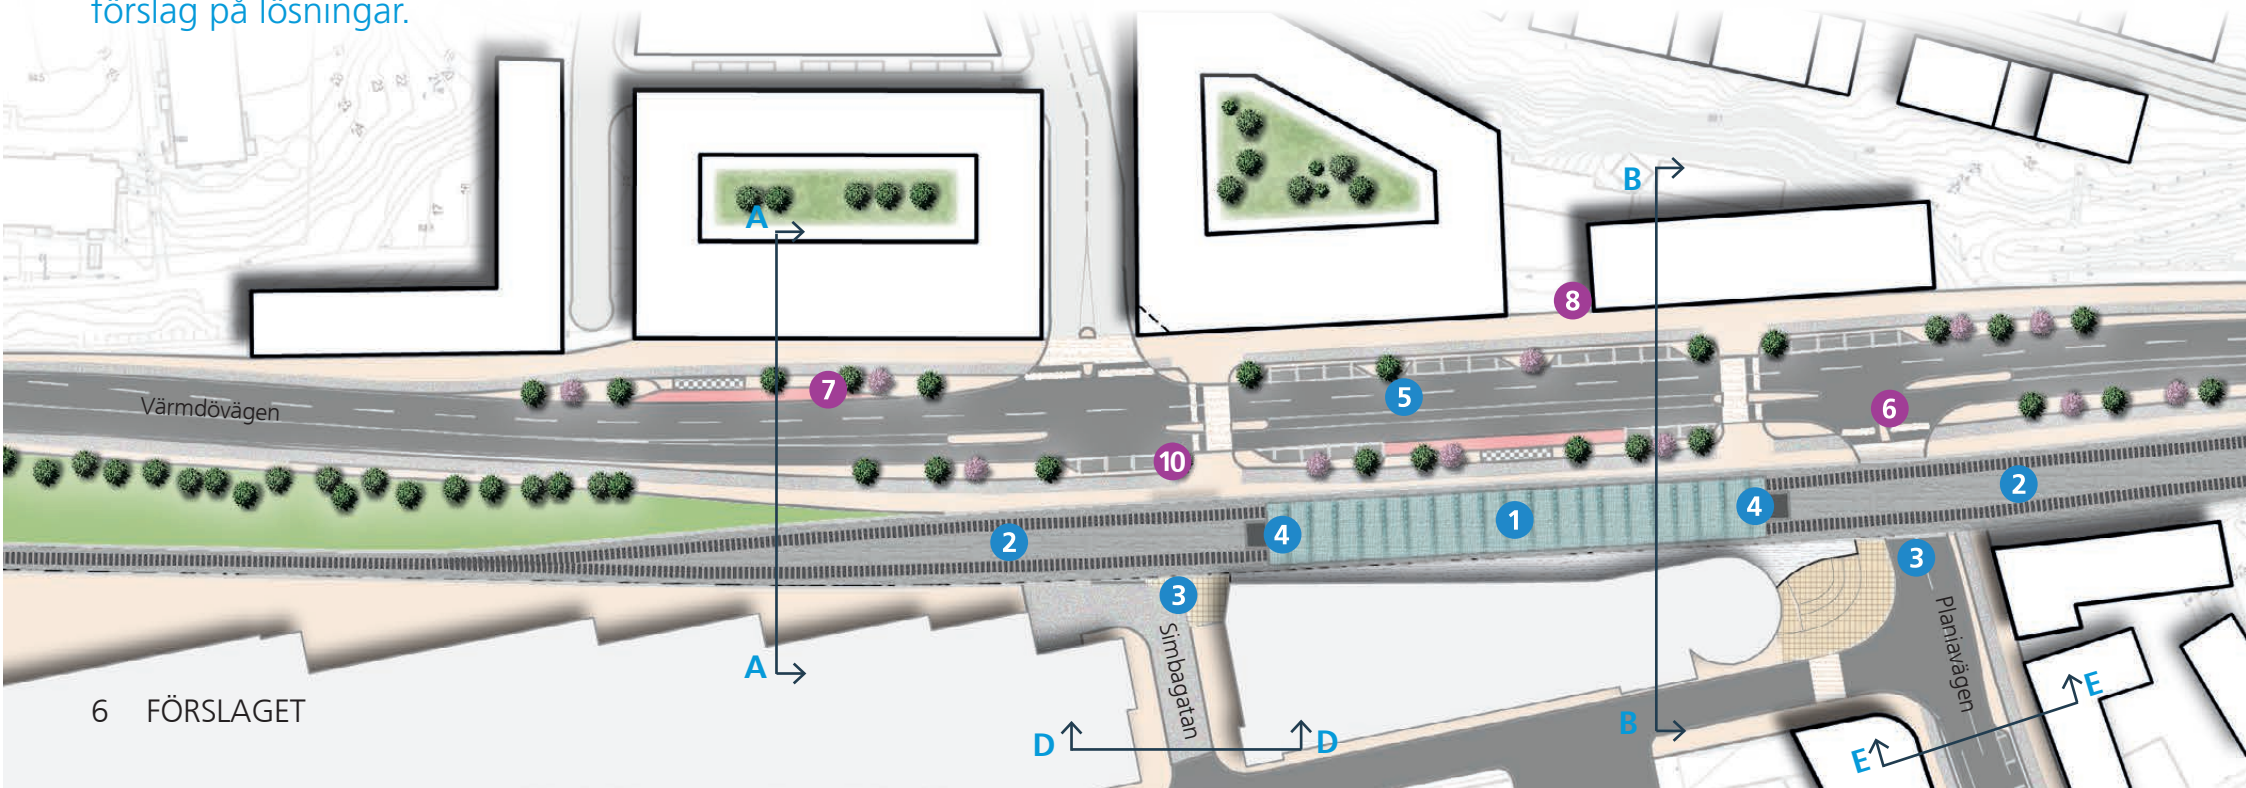 förslag på lösningar.
B
A
8
5
7
6
Värmdövägen
10
2
4
1
4
2
3
3
Simbagatan
Planiavägen
A
E
6 FÖRSLAGET
D
D
B
E